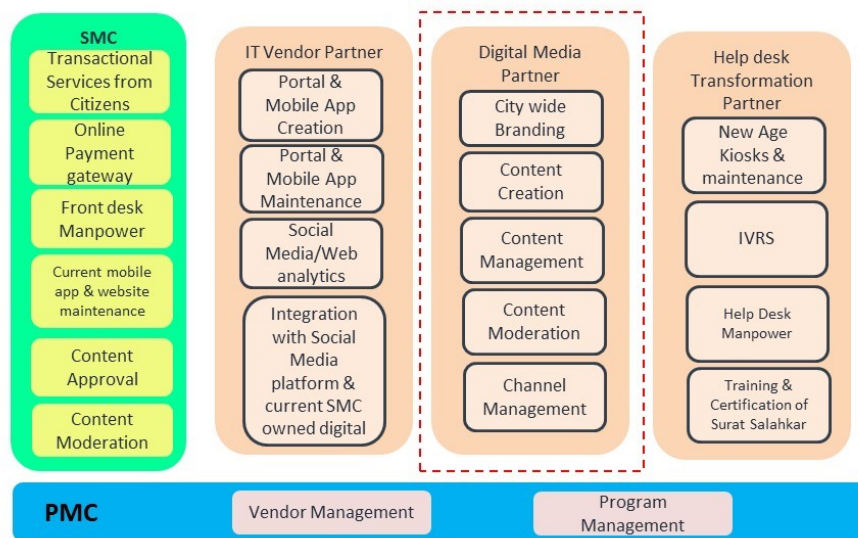 SMC
Transactional
Services from
Citizens
Online
Payment
gateway
Front desk
Manpower
Current mobile
app & website
maintenance
Content
Approval
Content
Moderation
IT Vendor Partner
Portal &
Mobile App
Creation
Portal &
Mobile App
Maintenance
Social
Media/Web
analytics
Integration
with Social
Media
platform &
current SMC
owned digital
Digital Media
Partner
City wide
Branding
Content
Creation
Content
Management
Content
Moderation
Channel
Management
Help desk
Transformation
Partner
New Age
Kiosks &
maintenance
IVRS
Help Desk
Manpower
Training &
Certification of
Surat Salahkar
PMC
Vendor Management
Program
Management